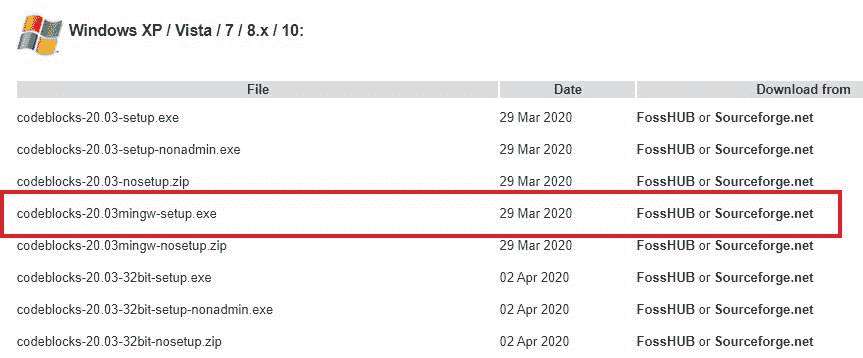 Windows XP / Vista / 7 / 8.x / 10:
File Date Download from
codeblocks-20.03-setup.exe 29 Mar 2020 FossHUB or Sourceforge.net
codeblocks-20.03-setup-nonadmin.exe 29 Mar 2020 FossHUB or Sourceforge.net
codeblocks-20.03-nosetup.zip 29 Mar 2020 FossHUB or Sourceforge.net
codeblocks-20.03mingw-setup.exe 29 Mar 2020 FossHUB or Sourceforge.net
codeblocks-20.03mingw-nosetup.zip 29 Mar 2020 FossHUB or Sourceforge.net
codeblocks-20.03-32bit-setup.exe 02 Apr 2020 FossHUB or Sourceforge.net
codeblocks-20.03-32bit-setup-nonadmin.exe 02 Apr 2020 FossHUB or Sourceforge.net
codeblocks-20.03-32bit-nosetup.zip 02 Apr 2020 FossHUB or Sourceforge.net